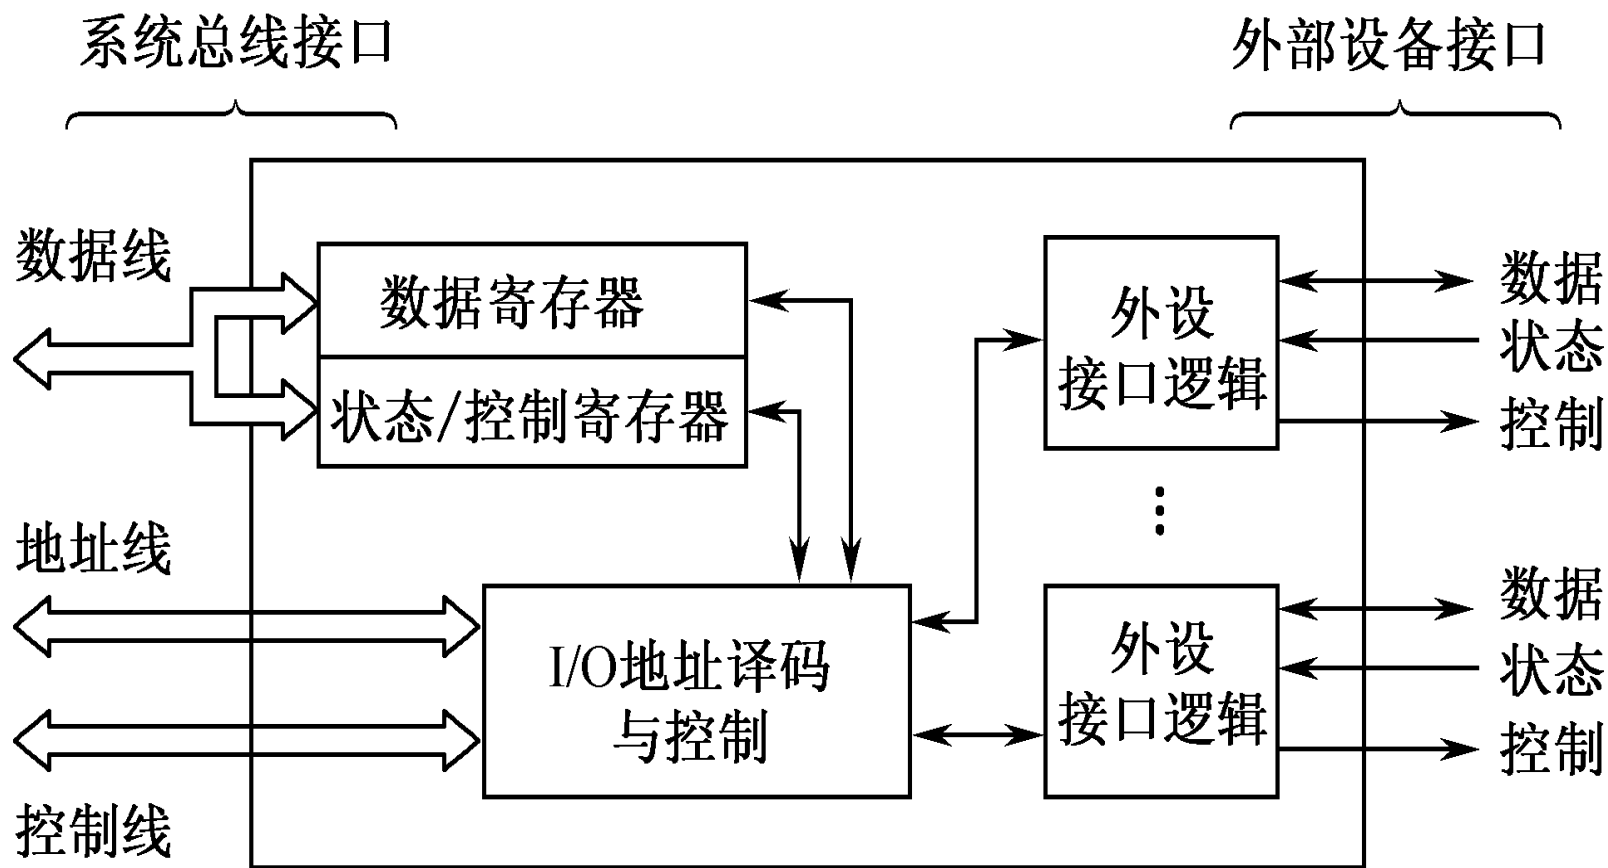 系统总线接口
外部设备接口
数据线
数据寄存器
状态/控制寄存器
外设
接口逻辑
数据
状态
控制
地址线
I/O地址译码
与控制
外设
接口逻辑
数据
状态
控制
控制线